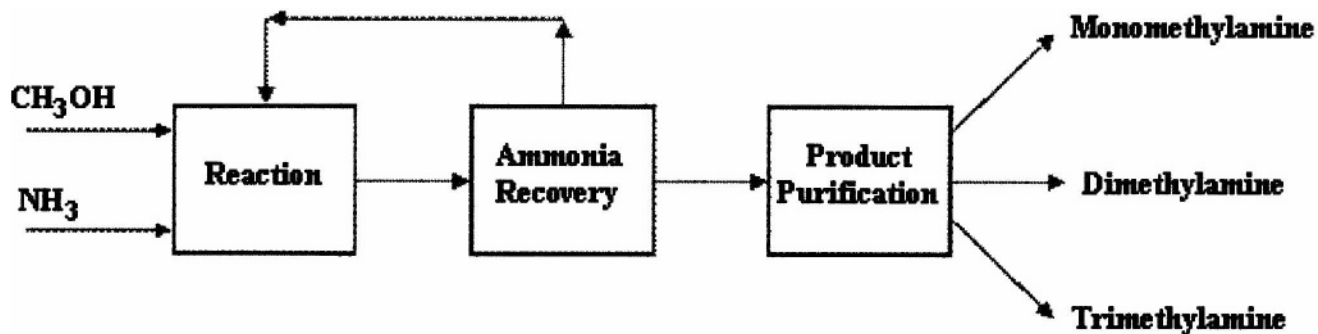 Monomethylamine
CH₃OH
Reaction
Ammonia
Recovery
Product
Purification
Dimethylamine
NH₃
Trimethylamine